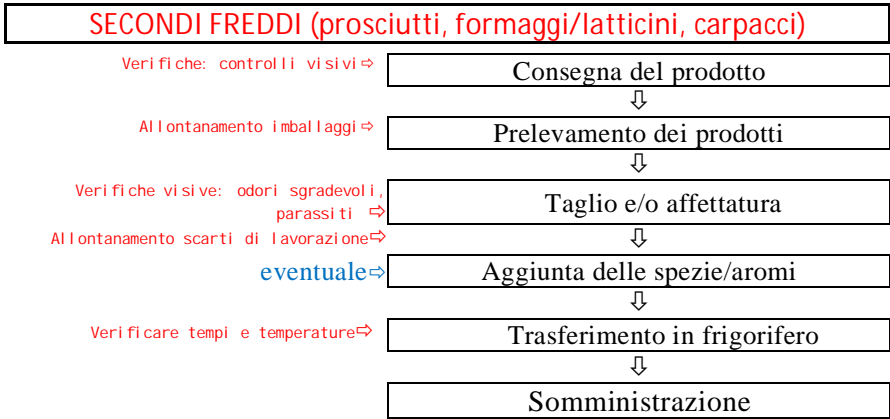 SECONDI FREDDI (prosciutti, formaggi/latticini, carpacci)
Verifiche: controlli visivi⇨
Consegna del prodotto
⇩
Allontanamento imballaggi⇨
Prelevamento dei prodotti
⇩
Verifiche visive: odori sgradevoli,
parassiti ⇨
Taglio e/o affettatura
Allontanamento scarti di lavorazione⇨
⇩
eventuale⇨
Aggiunta delle spezie/aromi
⇩
Verificare tempi e temperature⇨
Trasferimento in frigorifero
⇩
Somministrazione